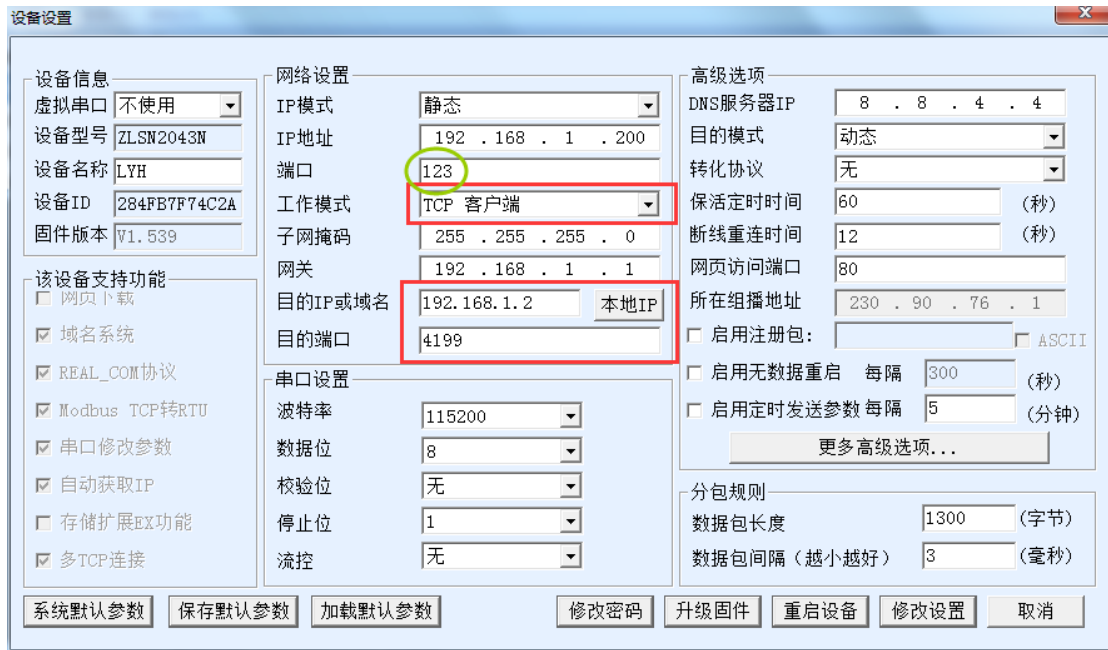 设备设置
设备信息
虚拟串口 不使用
设备型号 ZLSN2043N
设备名称 LYH
设备ID 284FB7F74C2A
固件版本 V1.539
该设备支持功能
网页下载
域名系统
REAL_COM协议
Modbus TCP转RTU
串口修改参数
自动获取IP
存储扩展EX功能
多TCP连接
网络设置
IP模式 静态
IP地址 192 . 168 . 1 . 200
端口 123
工作模式 TCP 客户端
子网掩码 255 . 255 . 255 . 0
网关 192 . 168 . 1 . 1
目的IP或域名 192.168.1.2 本地IP
目的端口 4199
串口设置
波特率 115200
数据位 8
校验位 无
停止位 1
流控 无
高级选项
DNS服务器IP 8 . 8 . 4 . 4
目的模式 动态
转化协议 无
保活定时时间 60 (秒)
断线重连时间 12 (秒)
网页访问端口 80
所在组播地址 230 . 90 . 76 . 1
启用注册包: ASCII
启用无数据重启 每隔 300 (秒)
启用定时发送参数 每隔 5 (分钟)
更多高级选项...
分包规则
数据包长度 1300 (字节)
数据包间隔（越小越好） 3 (毫秒)
系统默认参数 保存默认参数 加载默认参数 修改密码 升级固件 重启设备 修改设置 取消